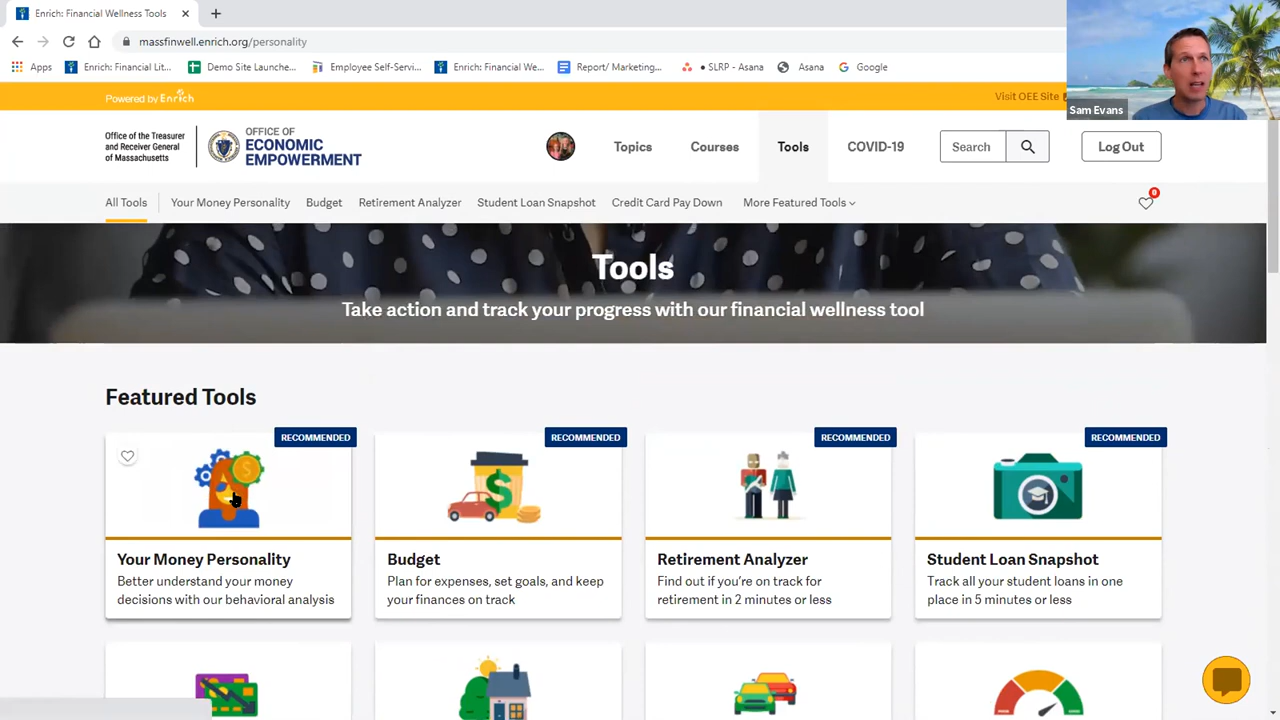 Enrich: Financial Wellness Tools
massfinwell.enrich.org/personality
Apps
Enrich: Financial Lit...
Demo Site Launche...
Employee Self-Servi...
Enrich: Financial We...
Report/ Marketing...
• SLRP - Asana
Asana
Google
Sam Evans
Powered by Enrich
Visit OEE Site
Office of the Treasurer
and Receiver General
of Massachusetts
OFFICE OF
ECONOMIC
EMPOWERMENT
Topics
Courses
Tools
COVID-19
Search
Log Out
All Tools
Your Money Personality
Budget
Retirement Analyzer
Student Loan Snapshot
Credit Card Pay Down
More Featured Tools
0
Tools
Take action and track your progress with our financial wellness tool
Featured Tools
RECOMMENDED
RECOMMENDED
RECOMMENDED
RECOMMENDED
Your Money Personality
Better understand your money
decisions with our behavioral analysis
Budget
Plan for expenses, set goals, and keep
your finances on track
Retirement Analyzer
Find out if you're on track for
retirement in 2 minutes or less
Student Loan Snapshot
Track all your student loans in one
place in 5 minutes or less